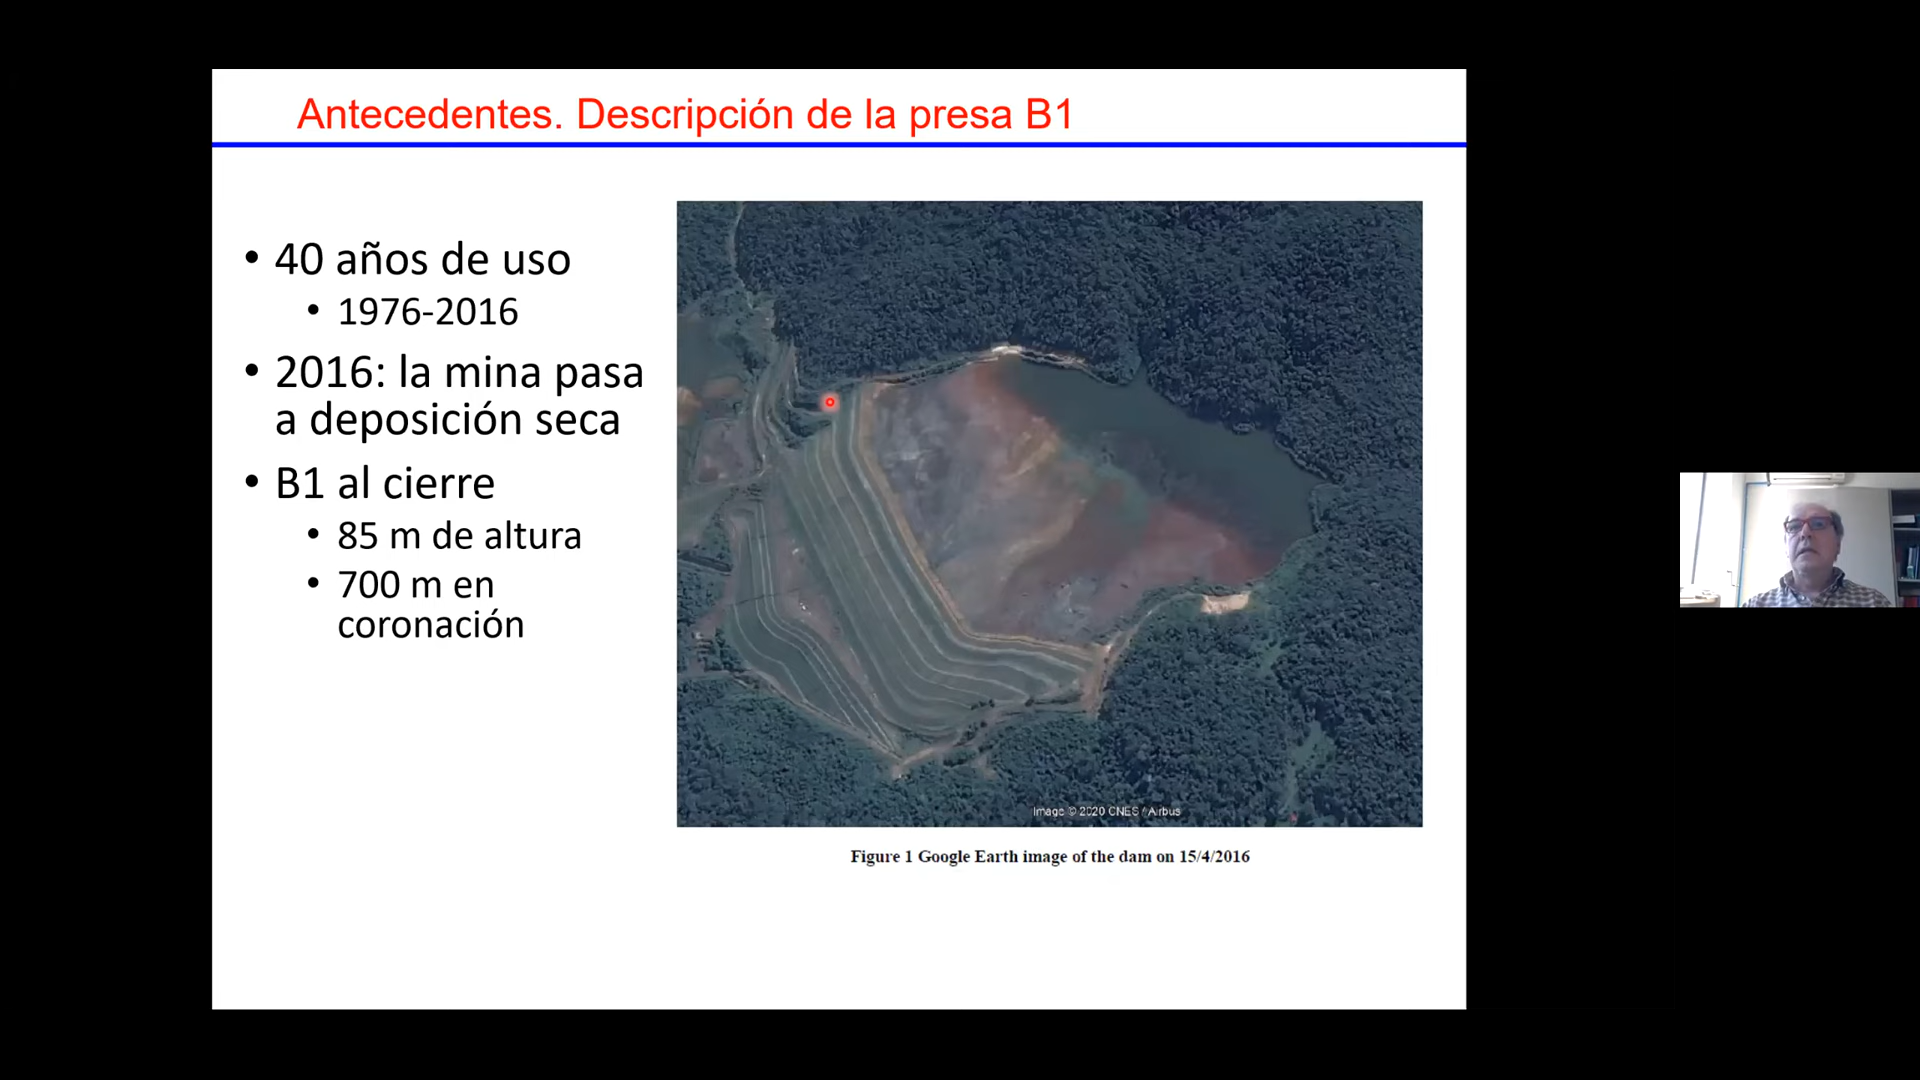 Antecedentes. Descripción de la presa B1
• 40 años de uso
• 1976-2016
• 2016: la mina pasa
a deposición seca
• B1 al cierre
• 85 m de altura
• 700 m en
coronación
Image © 2020 CNES / Airbus
Figure 1 Google Earth image of the dam on 15/4/2016